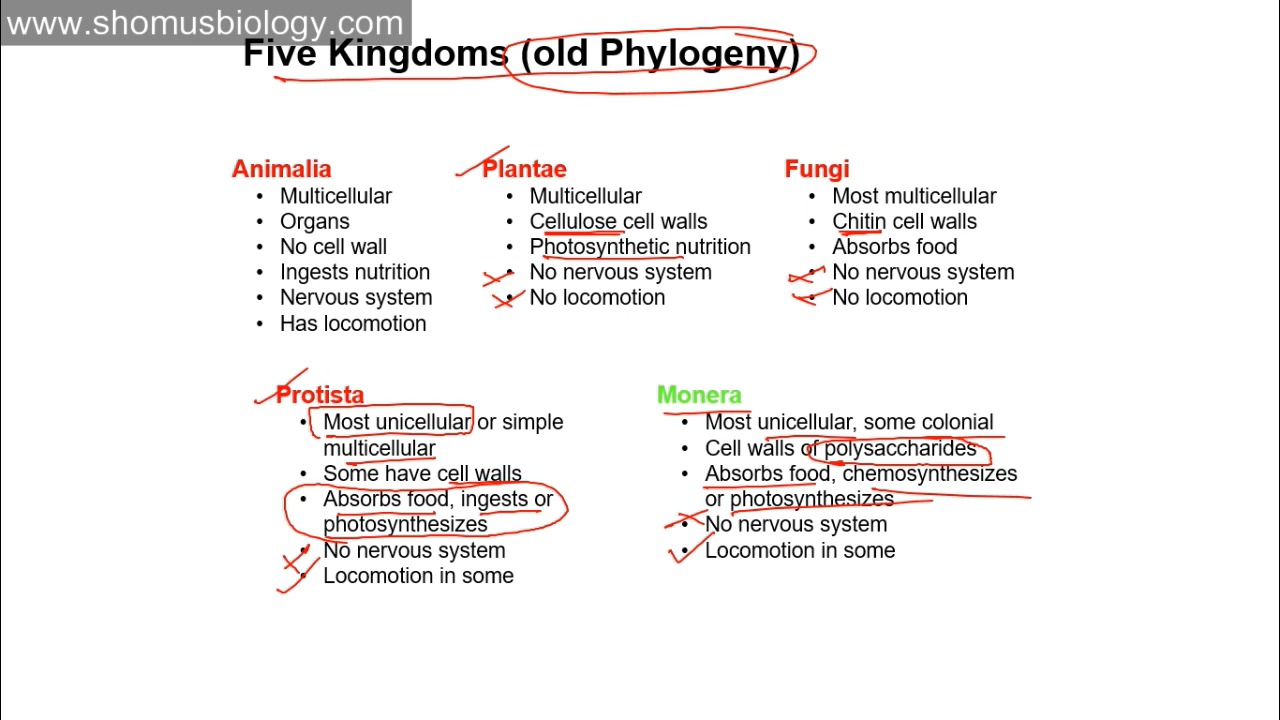 www.shomusbiology.com
Five Kingdoms (old Phylogeny)
Animalia
• Multicellular
• Organs
• No cell wall
• Ingests nutrition
• Nervous system
• Has locomotion
Plantae
• Multicellular
• Cellulose cell walls
• Photosynthetic nutrition
• No nervous system
• No locomotion
Fungi
• Most multicellular
• Chitin cell walls
• Absorbs food
• No nervous system
• No locomotion
Protista
• Most unicellular or simple
multicellular
• Some have cell walls
• Absorbs food, ingests or
photosynthesizes
• No nervous system
• Locomotion in some
Monera
• Most unicellular, some colonial
• Cell walls of polysaccharides
• Absorbs food, chemosynthesizes
or photosynthesizes
• No nervous system
• Locomotion in some